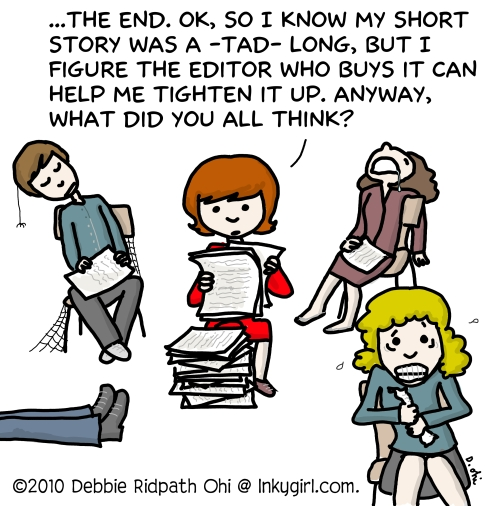 ...THE END. OK, SO I KNOW MY SHORT
STORY WAS A -TAD- LONG, BUT I
FIGURE THE EDITOR WHO BUYS IT CAN
HELP ME TIGHTEN IT UP. ANYWAY,
WHAT DID YOU ALL THINK?
D. Ohi
©2010 Debbie Ridpath Ohi @ Inkygirl.com.